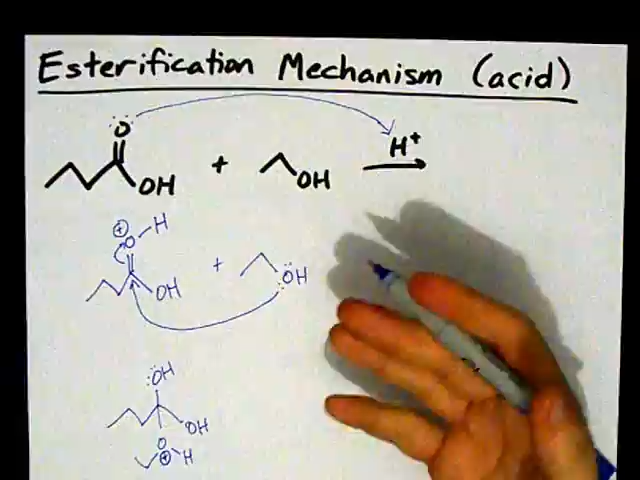 Esterification Mechanism (acid)
O
OH + OH H+
⊕
O H
OH + OH
OH
OH
O
⊕ H